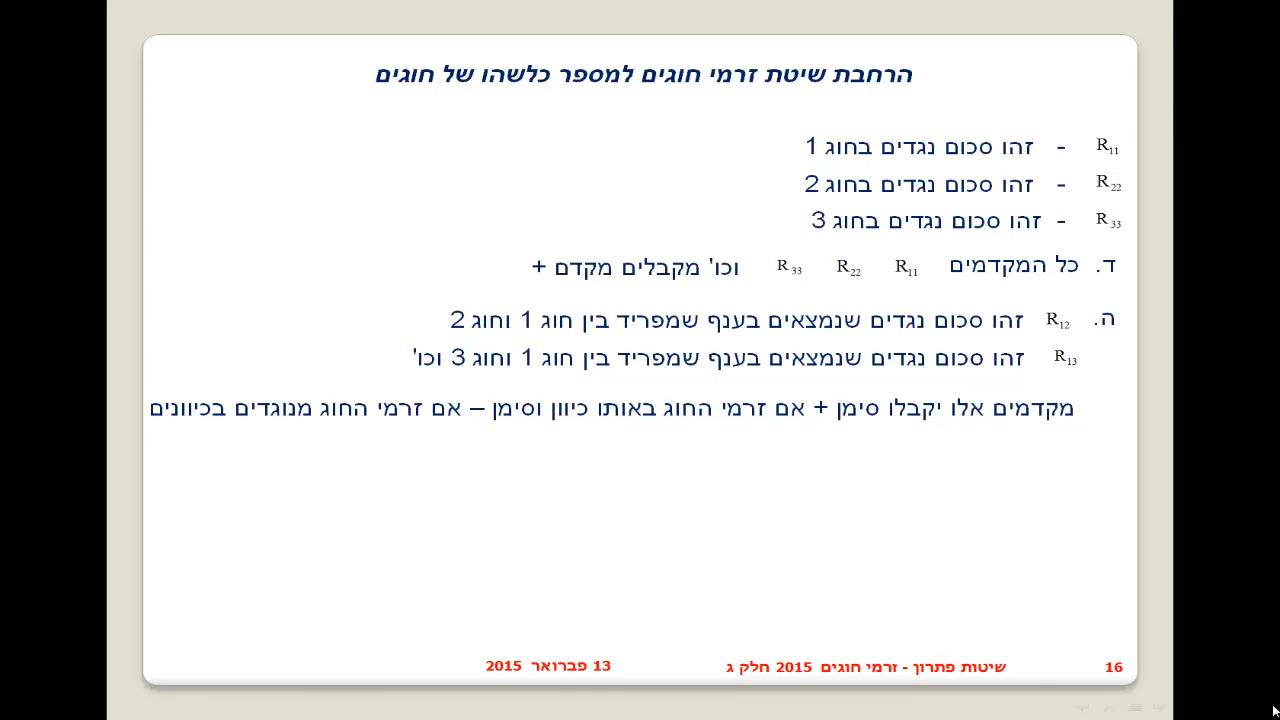 הרחבת שיטת זרמי חוגים למספר כלשהו של חוגים
R11 - זהו סכום נגדים בחוג 1
R22 - זהו סכום נגדים בחוג 2
R33 - זהו סכום נגדים בחוג 3
ד. כל המקדמים R11 R22 R33 וכו' מקבלים מקדם +
ה. R12 זהו סכום נגדים שנמצאים בענף שמפריד בין חוג 1 וחוג 2
R13 זהו סכום נגדים שנמצאים בענף שמפריד בין חוג 1 וחוג 3 וכו'
מקדמים אלו יקבלו סימן + אם זרמי החוג באותו כיוון וסימן – אם זרמי החוג מנוגדים בכיוונים
16 שיטות פתרון - זרמי חוגים 2015 חלק ג 13 פברואר 2015